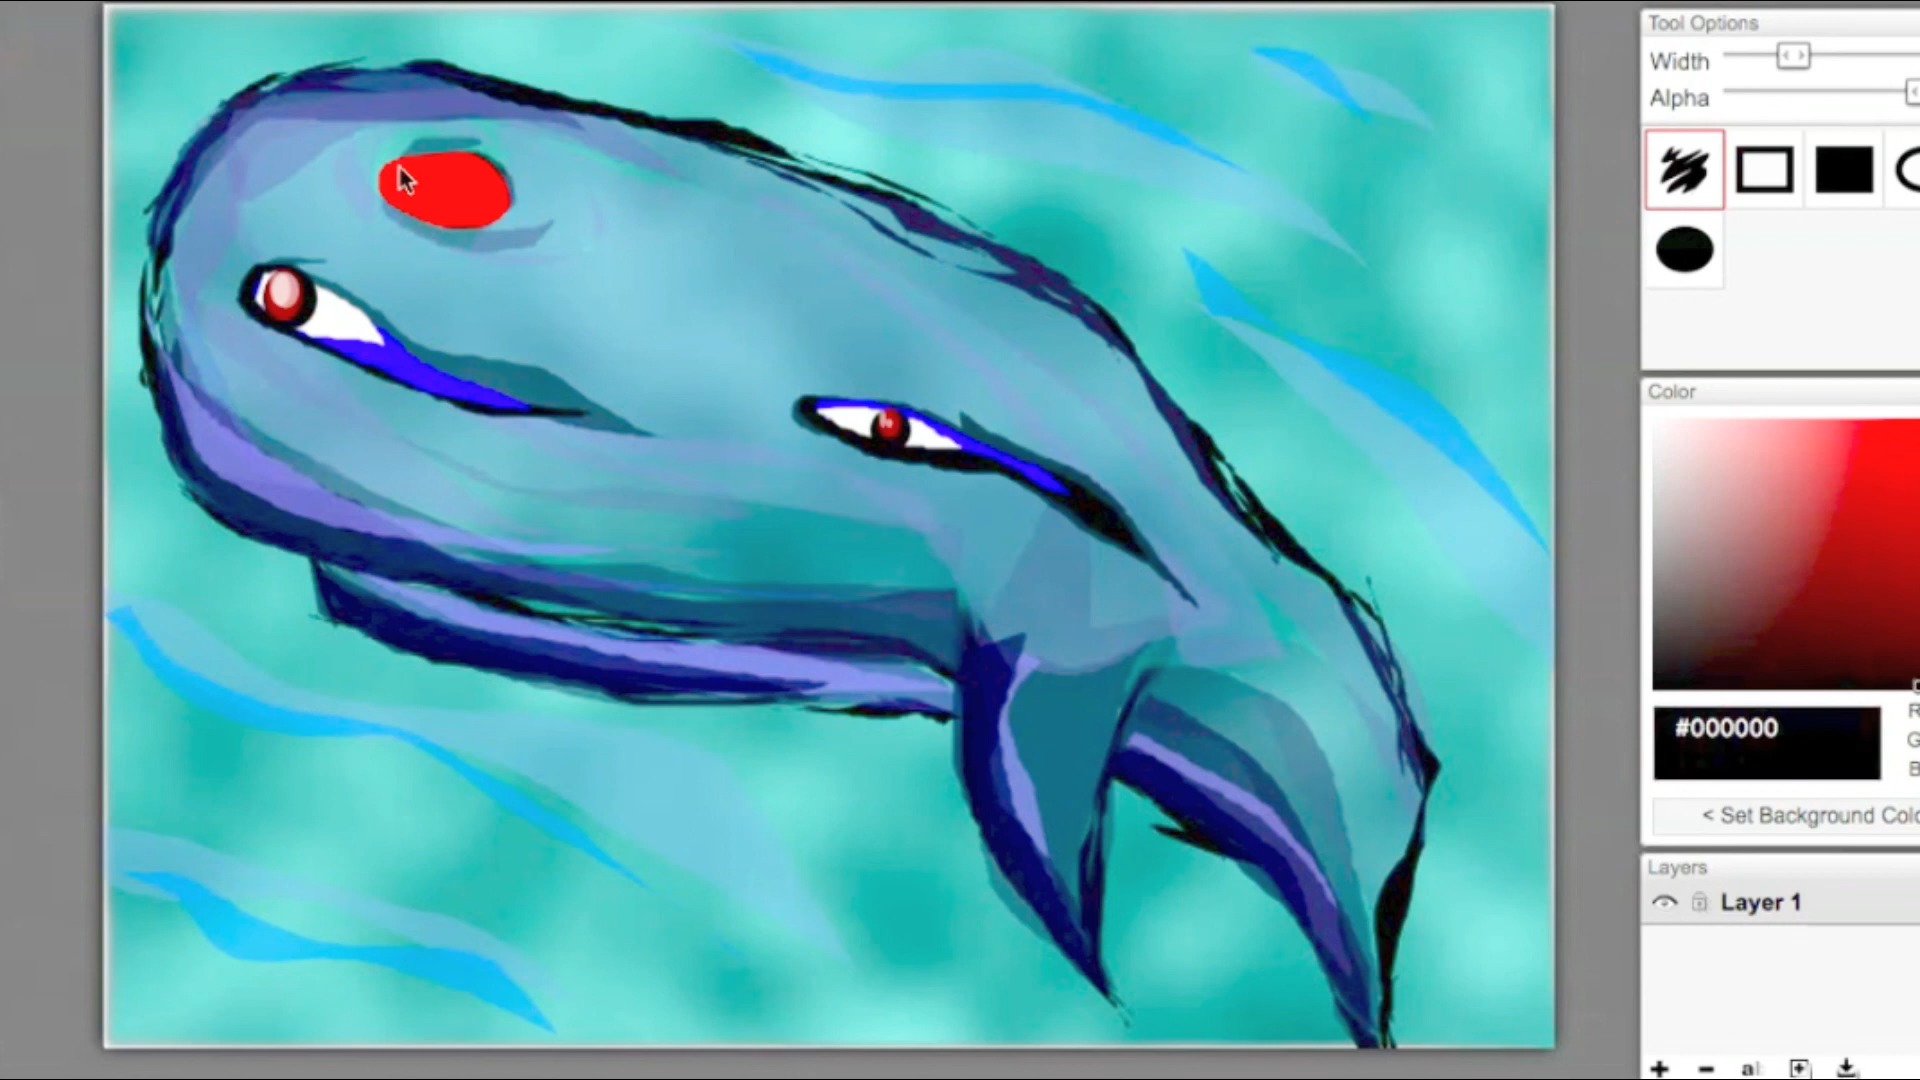 Tool Options
Width
Alpha
Color
#000000
R
G
B
< Set Background Colo
Layers
Layer 1